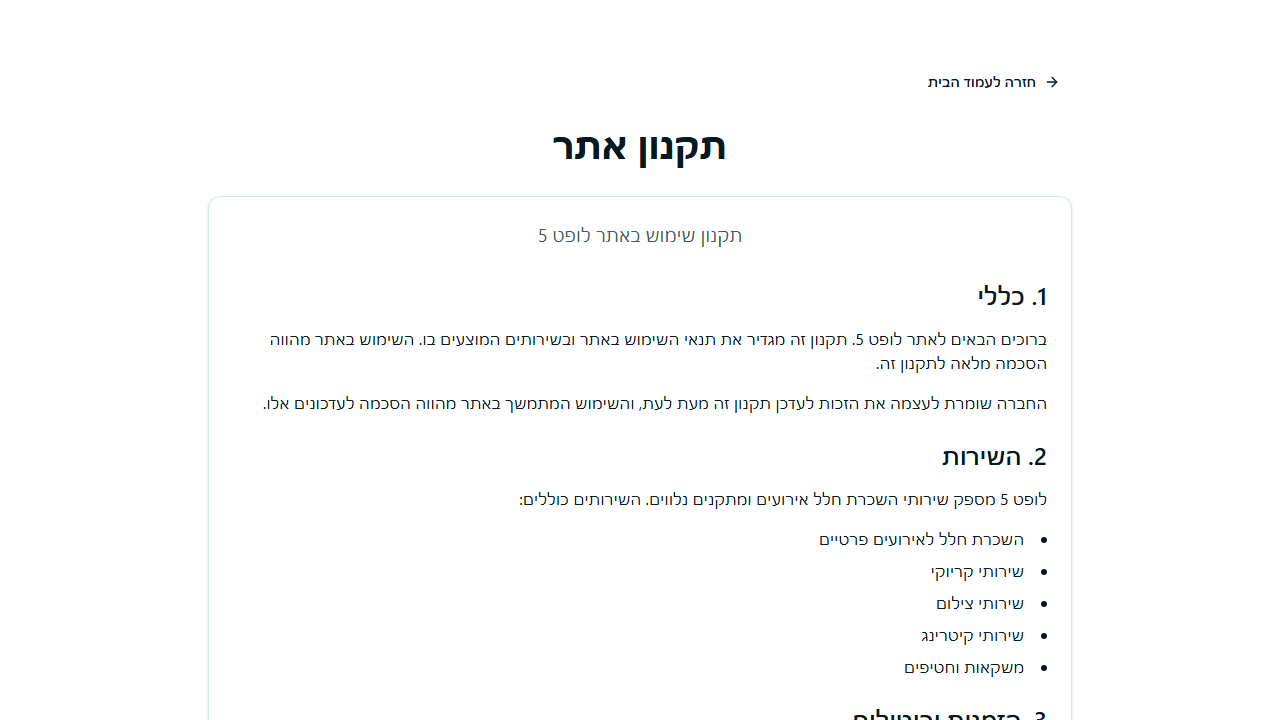 חזרה לעמוד הבית
תקנון אתר
תקנון שימוש באתר לופט 5
1. כללי
ברוכים הבאים לאתר לופט 5. תקנון זה מגדיר את תנאי השימוש באתר ובשירותים המוצעים בו. השימוש באתר מהווה
הסכמה מלאה לתקנון זה.
החברה שומרת לעצמה את הזכות לעדכן תקנון זה מעת לעת, והשימוש המתמשך באתר מהווה הסכמה לעדכונים אלו.
2. השירות
לופט 5 מספק שירותי השכרת חלל אירועים ומתקנים נלווים. השירותים כוללים:
השכרת חלל לאירועים פרטיים
שירותי קריוקי
שירותי צילום
שירותי קיטרינג
משקאות וחטיפים
3. הזמנות וביטולים